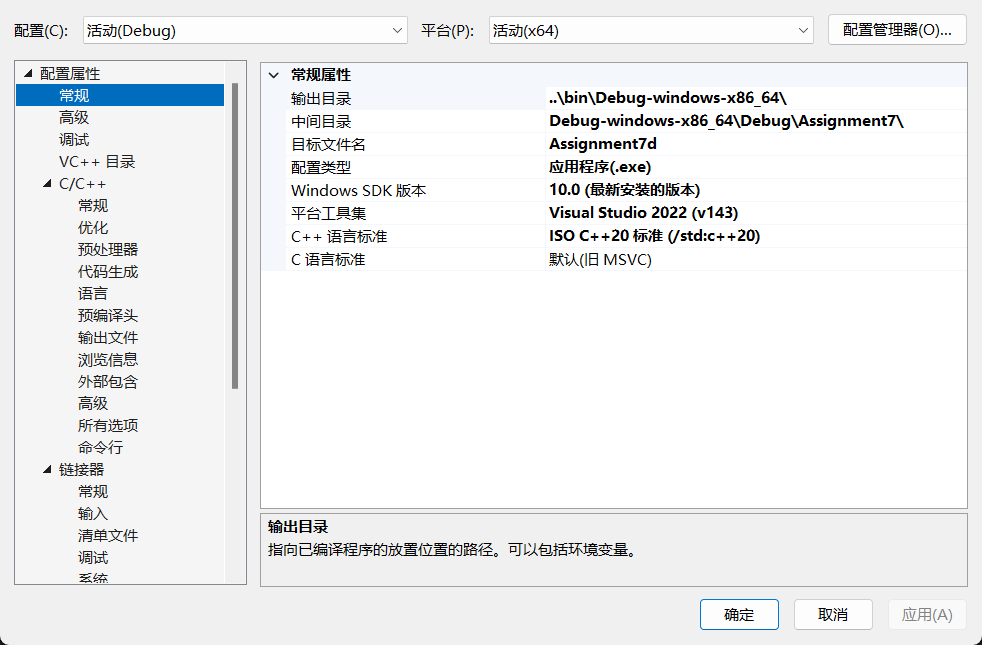 配置(C): 活动(Debug) 平台(P): 活动(x64) 配置管理器(O)...
配置属性
常规
高级
调试
VC++ 目录
C/C++
常规
优化
预处理器
代码生成
语言
预编译头
输出文件
浏览信息
外部包含
高级
所有选项
命令行
链接器
常规
输入
清单文件
调试
系统
常规属性
输出目录 ..\bin\Debug-windows-x86_64\
中间目录 Debug-windows-x86_64\Debug\Assignment7\
目标文件名 Assignment7d
配置类型 应用程序(.exe)
Windows SDK 版本 10.0 (最新安装的版本)
平台工具集 Visual Studio 2022 (v143)
C++ 语言标准 ISO C++20 标准 (/std:c++20)
C 语言标准 默认(旧 MSVC)
输出目录
指向已编译程序的放置位置的路径。可以包括环境变量。
确定 取消 应用(A)